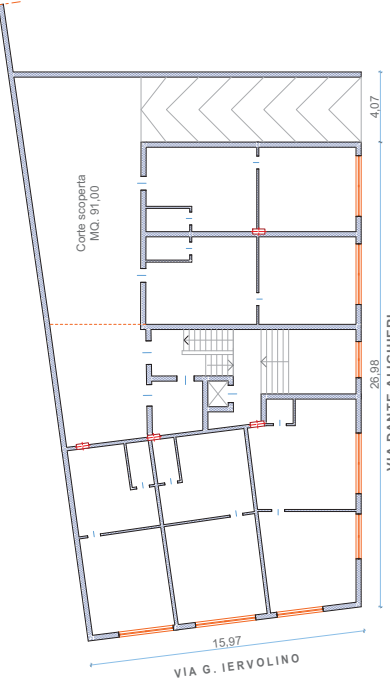 4,07
Corte scoperta
MQ. 91,00
26,98
VIA DANTE ALIGHIERI
15,97
VIA G. IERVOLINO